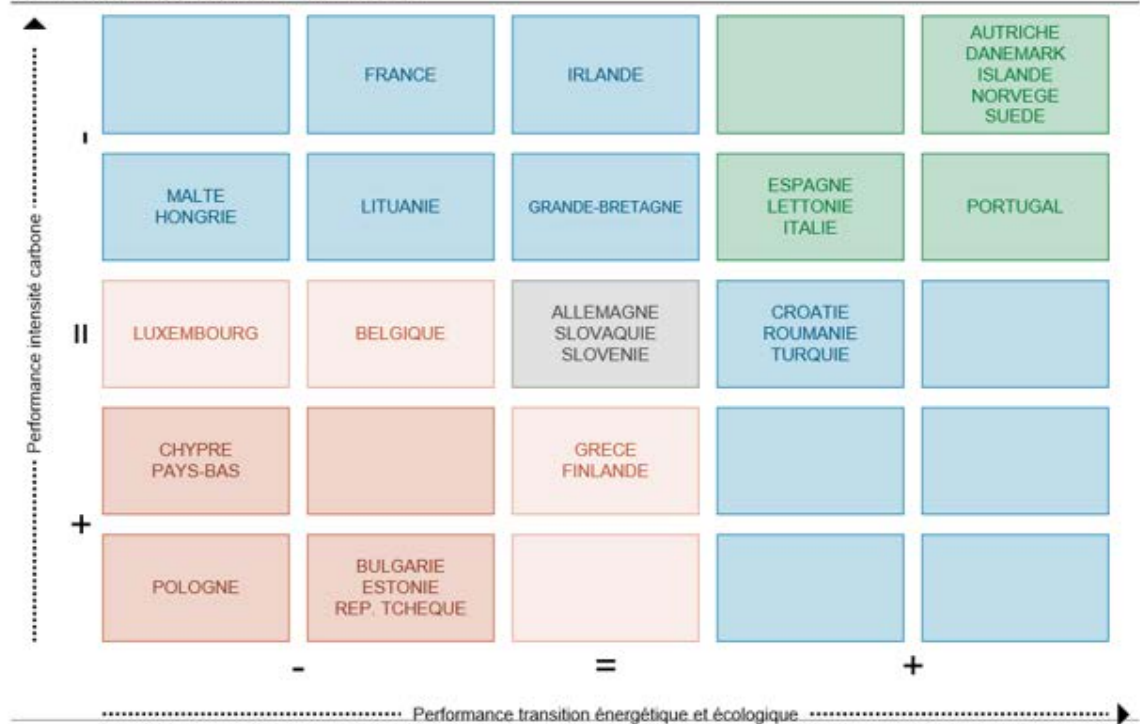 FRANCE
IRLANDE
AUTRICHE
DANEMARK
ISLANDE
NORVEGE
SUEDE
-
MALTE
HONGRIE
LITUANIE
GRANDE-BRETAGNE
ESPAGNE
LETTONIE
ITALIE
PORTUGAL
Performance intensité carbone
=
LUXEMBOURG
BELGIQUE
ALLEMAGNE
SLOVAQUIE
SLOVENIE
CROATIE
ROUMANIE
TURQUIE
CHYPRE
PAYS-BAS
GRECE
FINLANDE
+
POLOGNE
BULGARIE
ESTONIE
REP. TCHEQUE
- = +
Performance transition énergétique et écologique